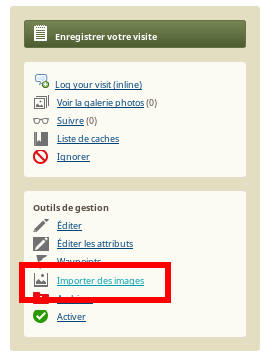 Enregistrer votre visite
Log your visit (inline)
Voir la galerie photos (0)
Suivre (0)
Liste de caches
Ignorer
Outils de gestion
Éditer
Éditer les attributs
Waypoints
Importer des images
Activer